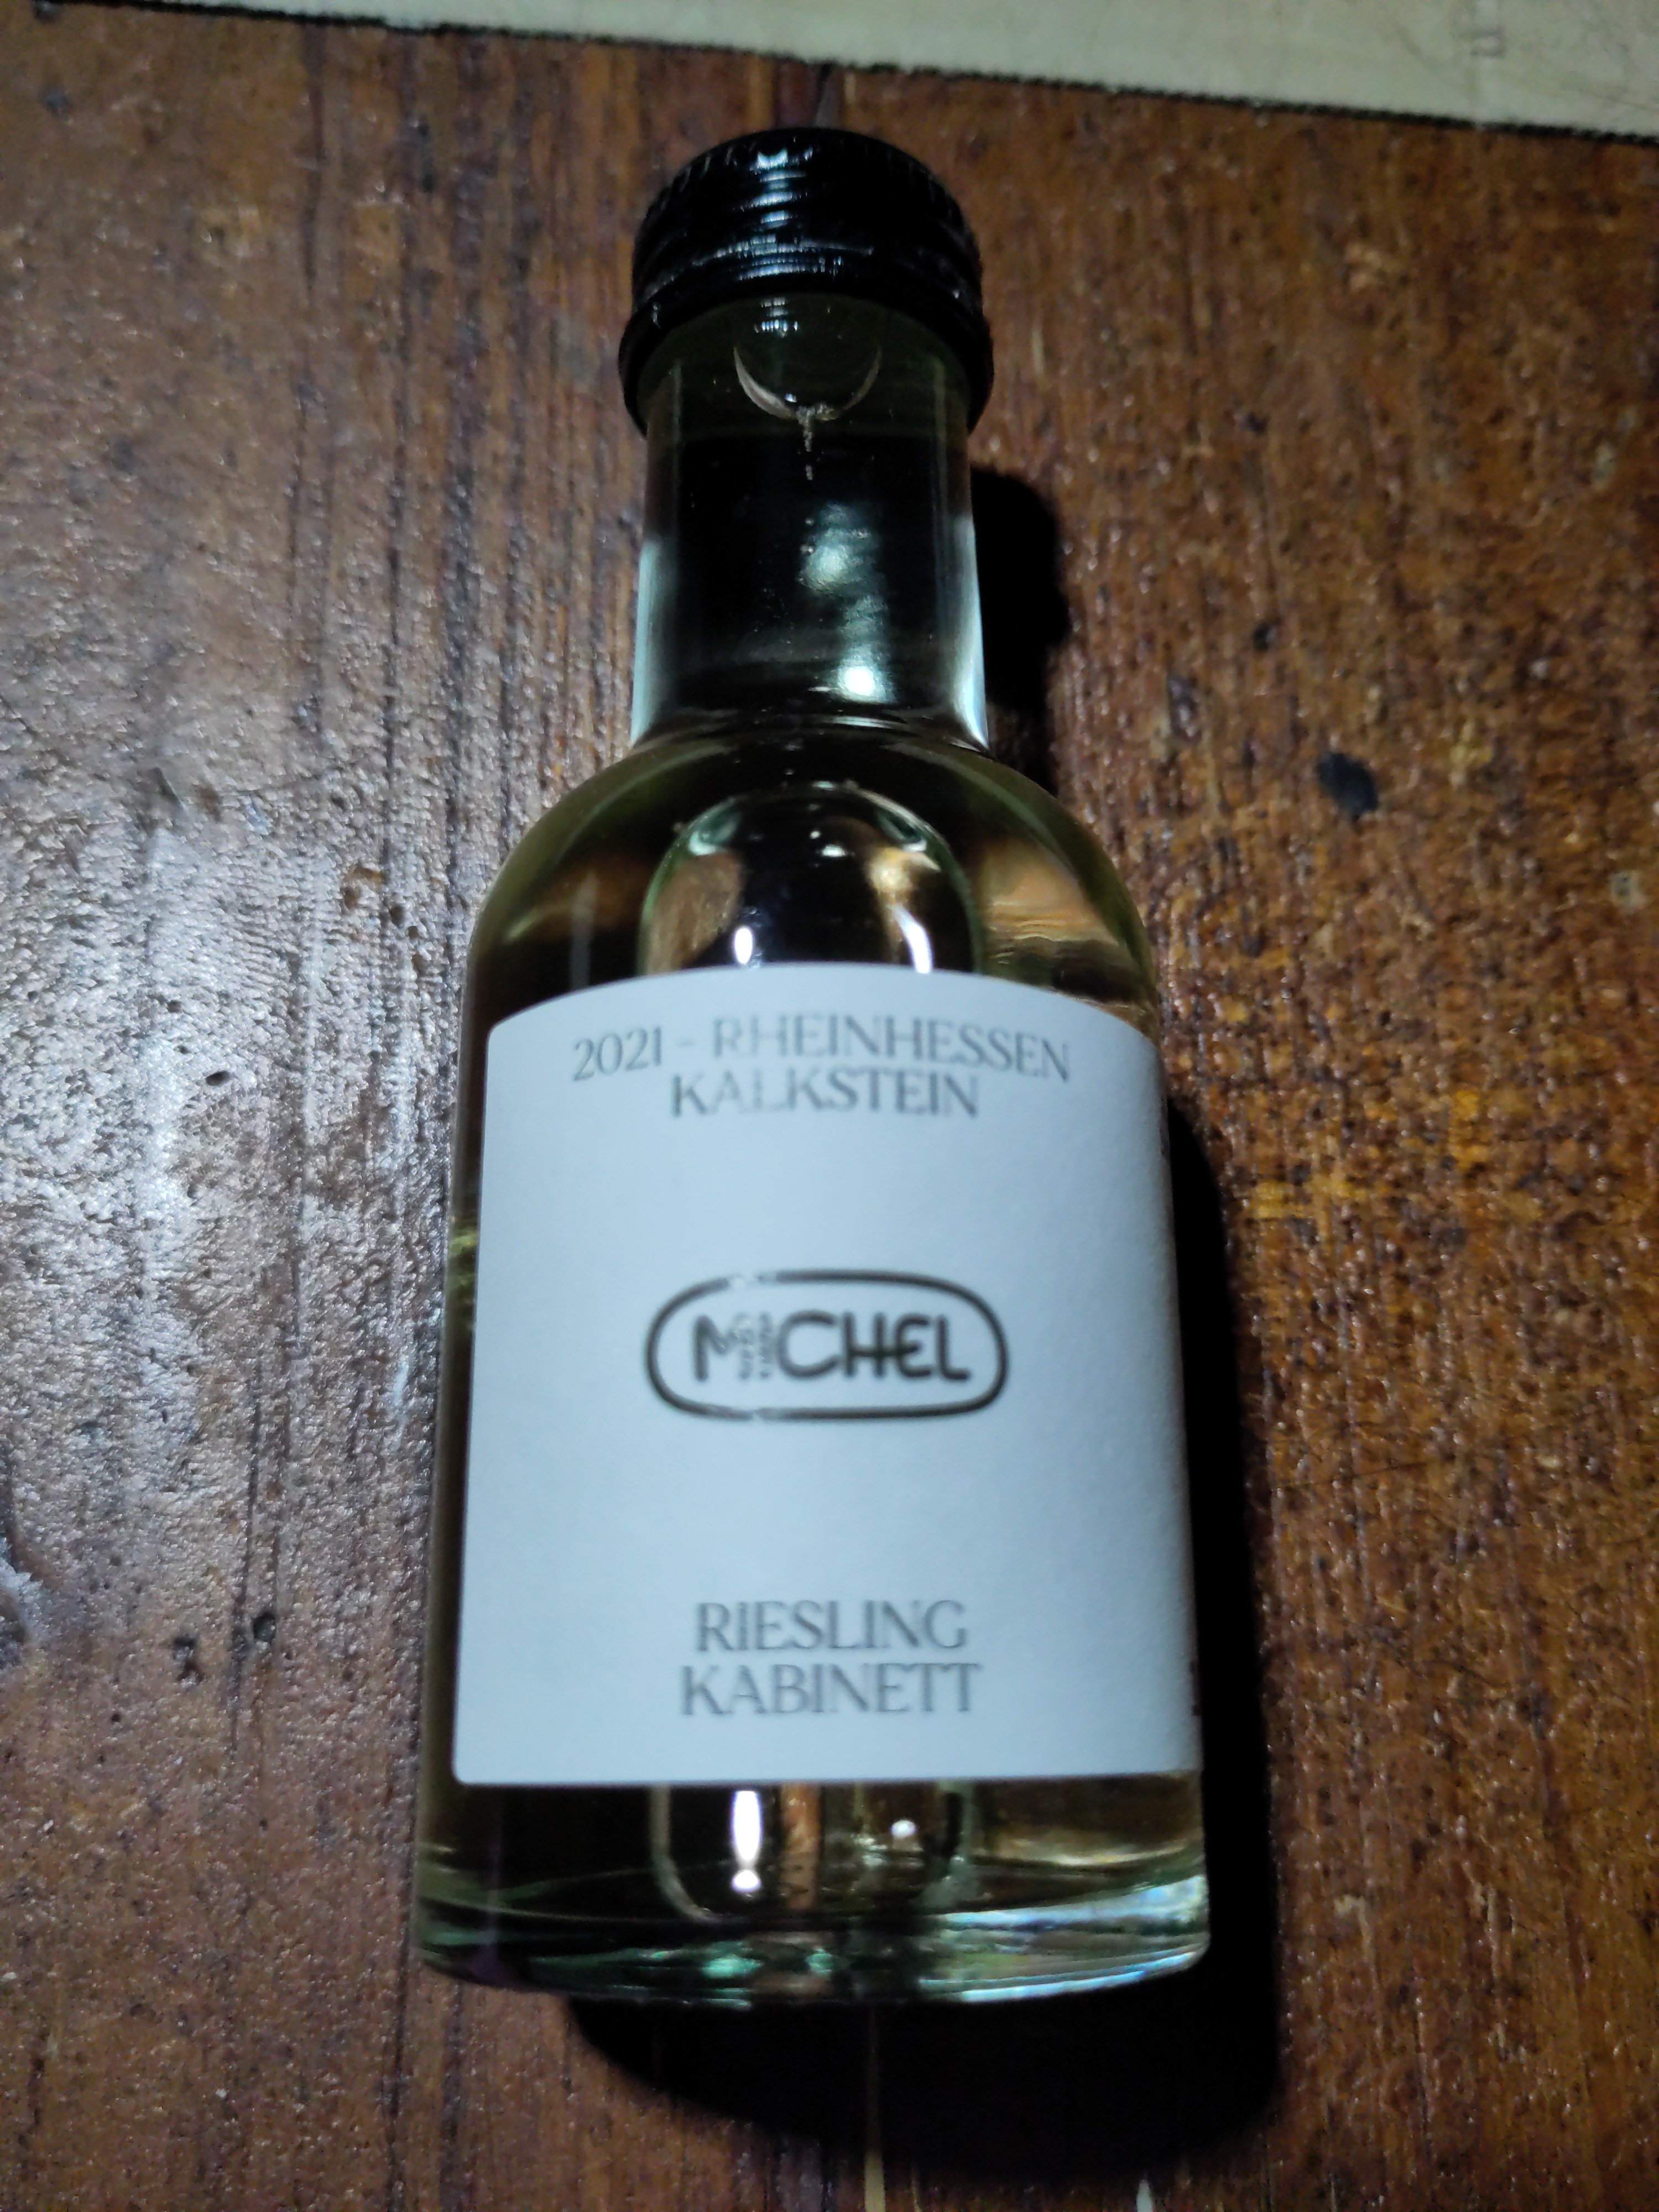 2021 - RHEINHESSEN
KALKSTEIN
MICHEL
RIESLING
KABINETT